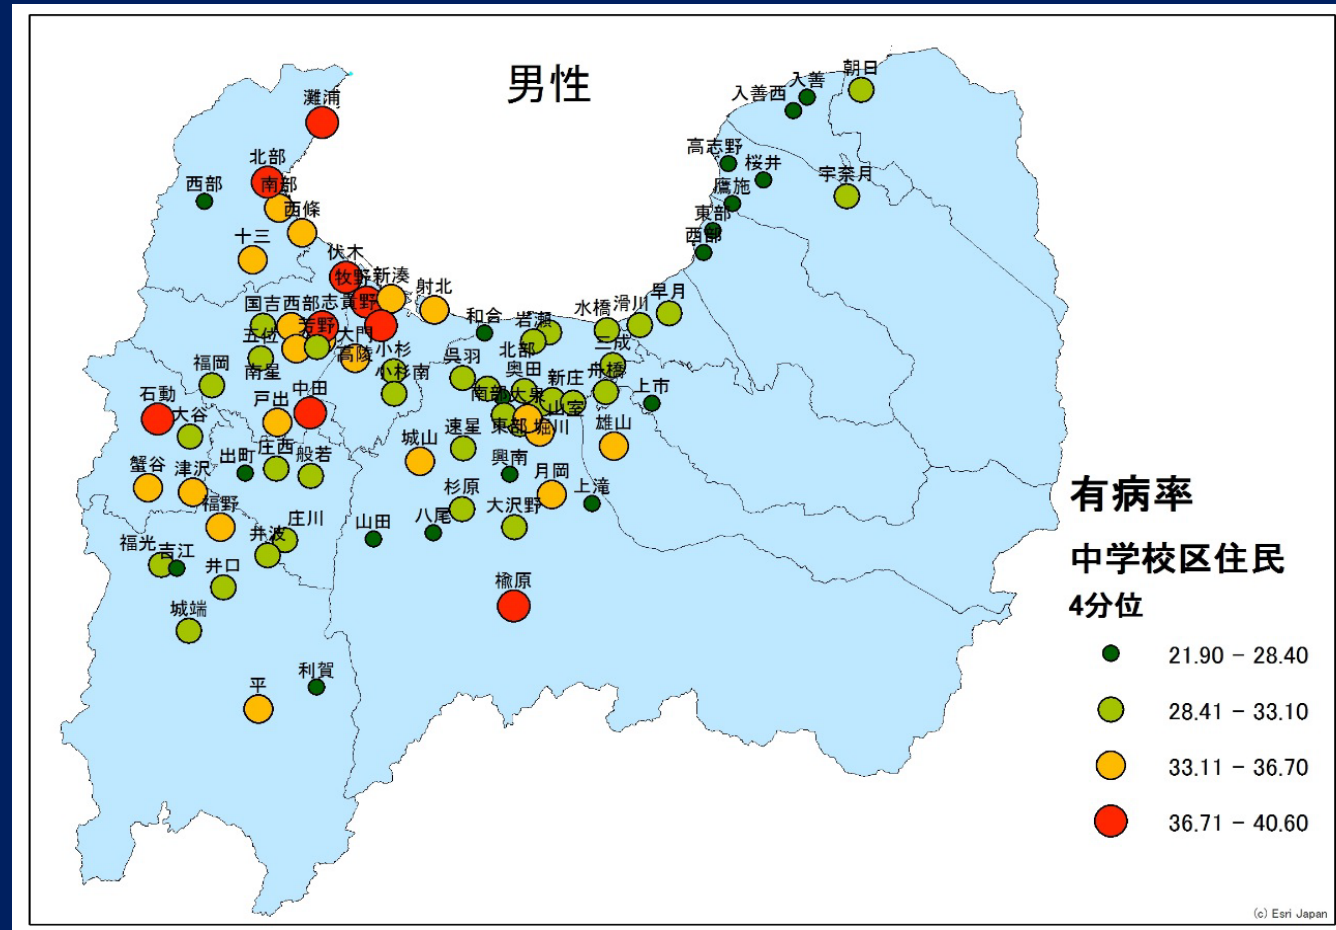 男性
朝日
入善
入善西
灘浦
高志野
桜井
北部
宇奈月
西部
南部
鷹施
西條
東部
西部
十三
伏木
牧野
新湊
射北
早月
国吉
西部
志貴野
和合
岩瀬
水橋
滑川
五位
芳野
大門
北部
三成
南星
高陵
小杉
呉羽
奥田
福岡
小杉南
新庄
舟橋
上市
石動
大谷
戸出
中田
南部
大泉
山室
速星
東部
堀川
雄山
城山
出町
庄西
般若
興南
蟹谷
津沢
月岡
上滝
杉原
福野
大沢野
井波
庄川
山田
八尾
福光
吉江
井口
楡原
城端
利賀
平
有病率
中学校区住民
4分位
21.90 - 28.40
28.41 - 33.10
33.11 - 36.70
36.71 - 40.60
(c) Esri Japan